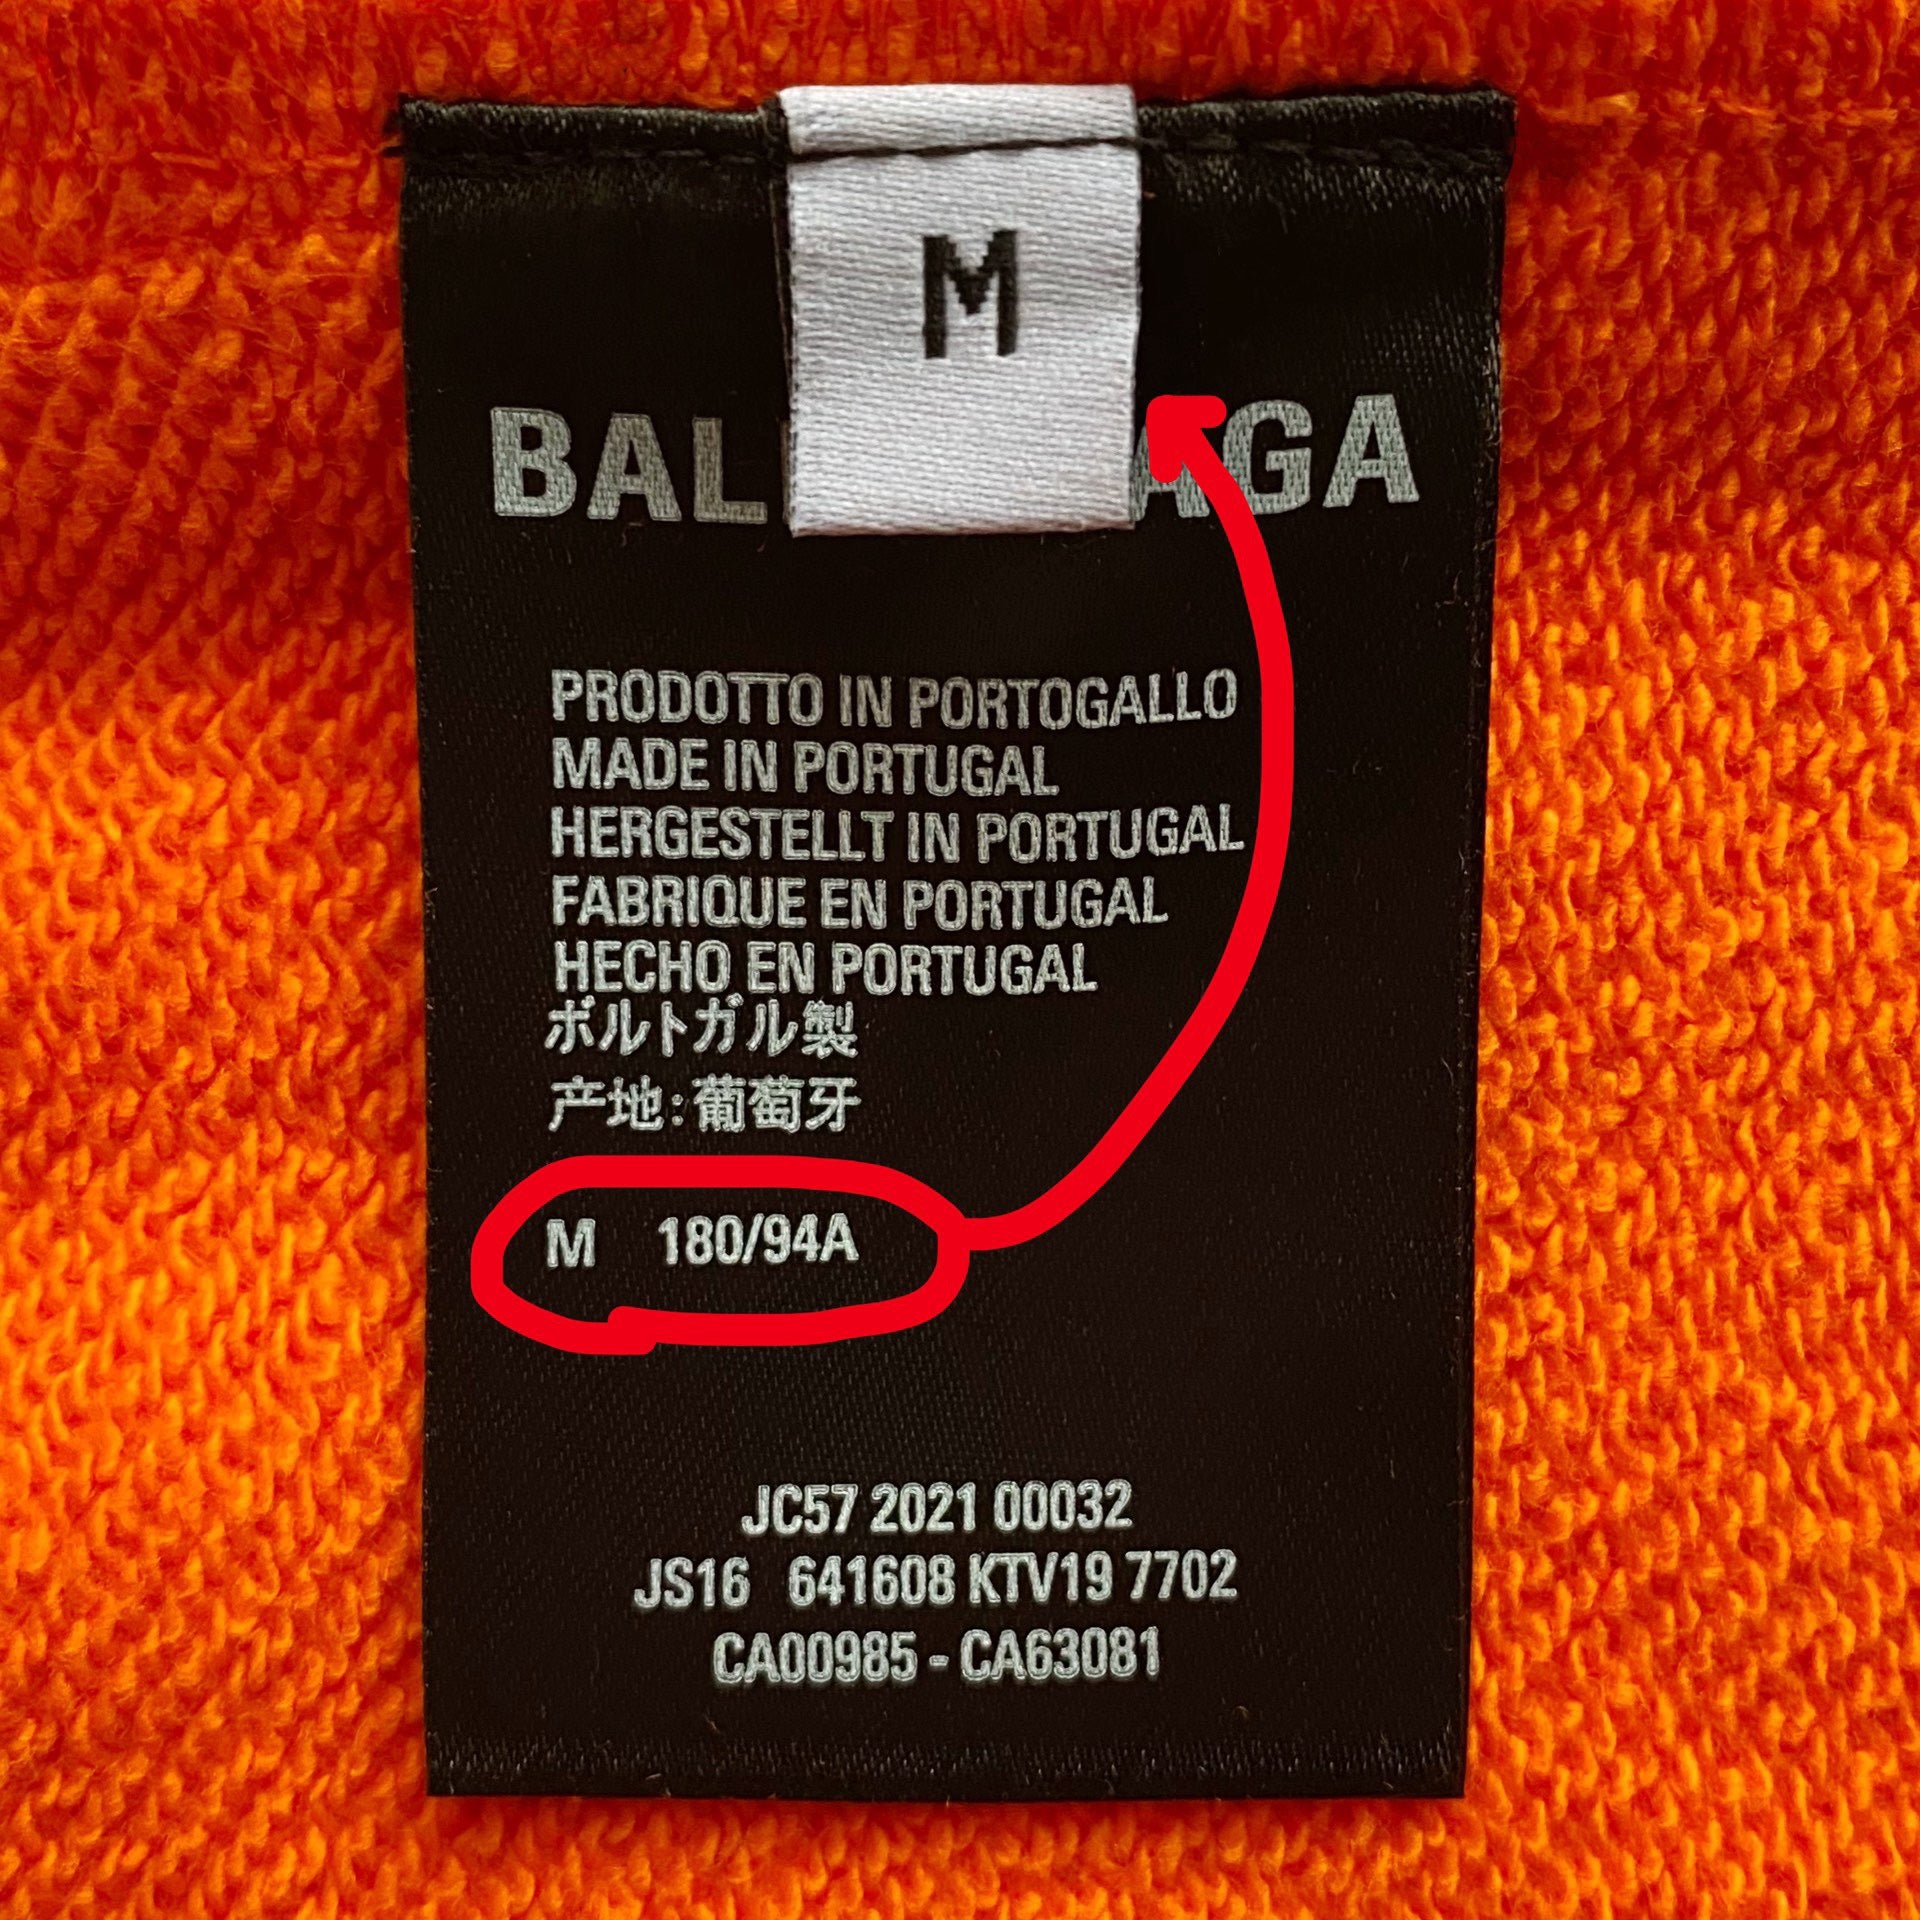 M
BAL AGA
PRODOTTO IN PORTOGALLO
MADE IN PORTUGAL
HERGESTELLT IN PORTUGAL
FABRIQUE EN PORTUGAL
HECHO EN PORTUGAL
ポルトガル製
产地:葡萄牙
M 180/94A
JC57 2021 00032
JS16 641608 KTV19 7702
CA00985 - CA63081